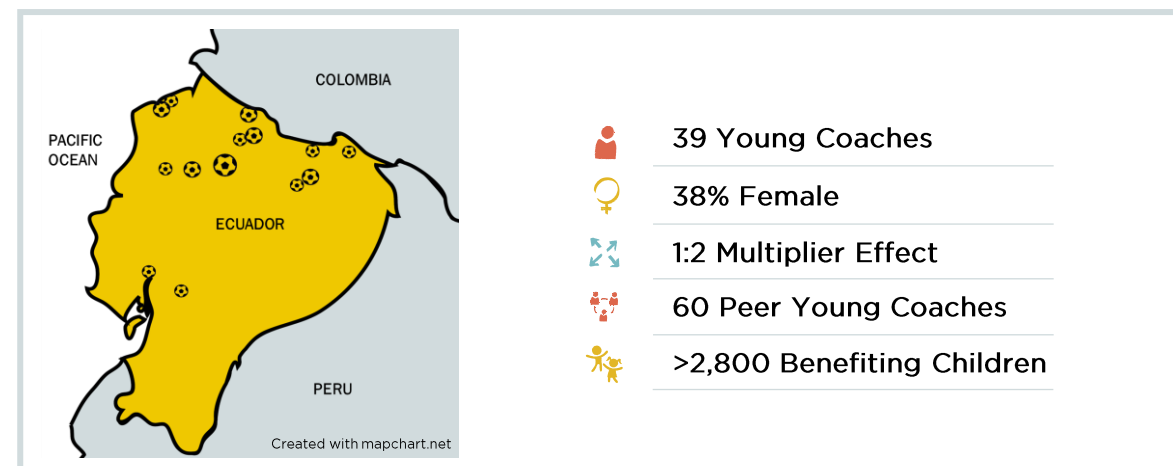 COLOMBIA
PACIFIC
OCEAN
ECUADOR
PERU
Created with mapchart.net
39 Young Coaches
38% Female
1:2 Multiplier Effect
60 Peer Young Coaches
>2,800 Benefiting Children